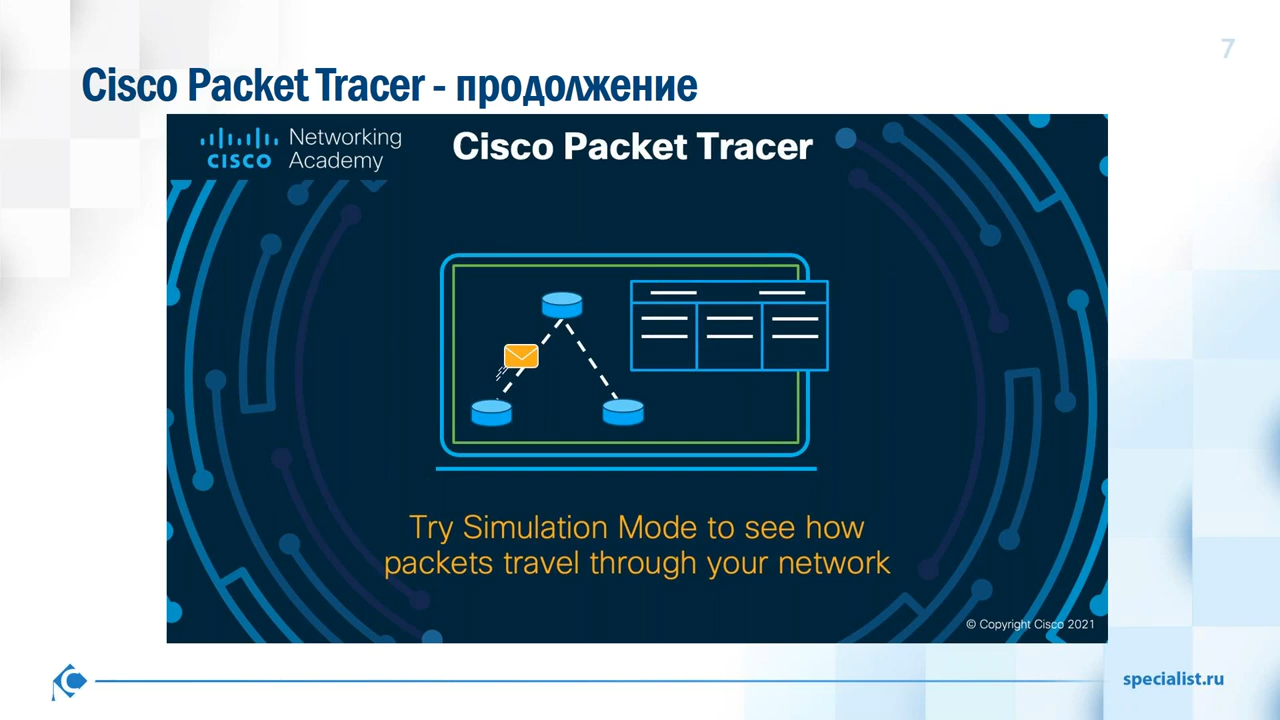 7
Cisco Packet Tracer - продолжение
CISCO
Networking
Academy
Cisco Packet Tracer
Try Simulation Mode to see how
packets travel through your network
© Copyright Cisco 2021
specialist.ru